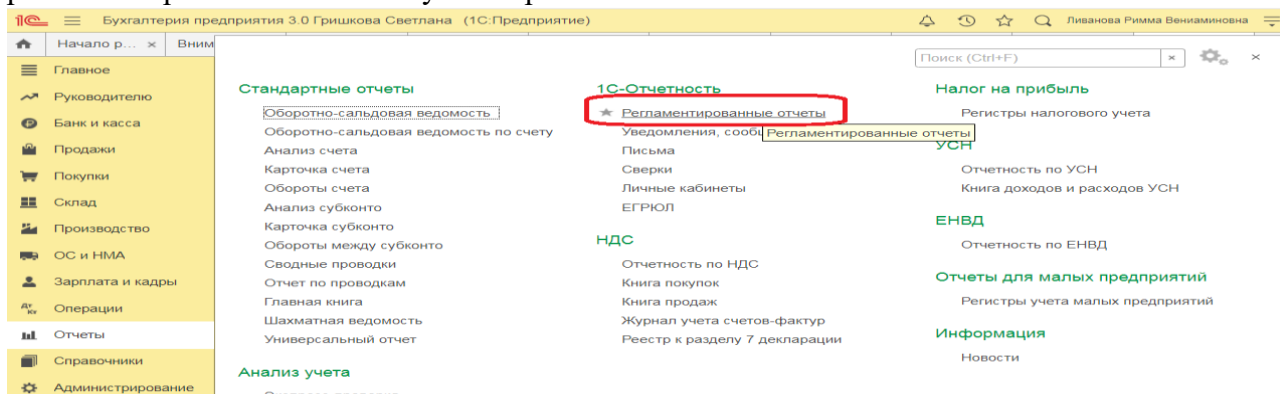 Бухгалтерия предприятия 3.0 Гришкова Светлана (1С:Предприятие)
Ливанова Римма Вениаминовна
Начало р... ×
Вним
Поиск (Ctrl+F) ×
×
Главное
Руководителю
Банк и касса
Продажи
Покупки
Склад
Производство
ОС и НМА
Зарплата и кадры
Операции
Отчеты
Справочники
Администрирование
Стандартные отчеты
Оборотно-сальдовая ведомость
Оборотно-сальдовая ведомость по счету
Анализ счета
Карточка счета
Обороты счета
Анализ субконто
Карточка субконто
Обороты между субконто
Сводные проводки
Отчет по проводкам
Главная книга
Шахматная ведомость
Универсальный отчет
Анализ учета
1С-Отчетность
Регламентированные отчеты
Уведомления, сооб
Регламентированные отчеты
Письма
Сверки
Личные кабинеты
ЕГРЮЛ
НДС
Отчетность по НДС
Книга покупок
Книга продаж
Журнал учета счетов-фактур
Реестр к разделу 7 декларации
Налог на прибыль
Регистры налогового учета
УСН
Отчетность по УСН
Книга доходов и расходов УСН
ЕНВД
Отчетность по ЕНВД
Отчеты для малых предприятий
Регистры учета малых предприятий
Информация
Новости